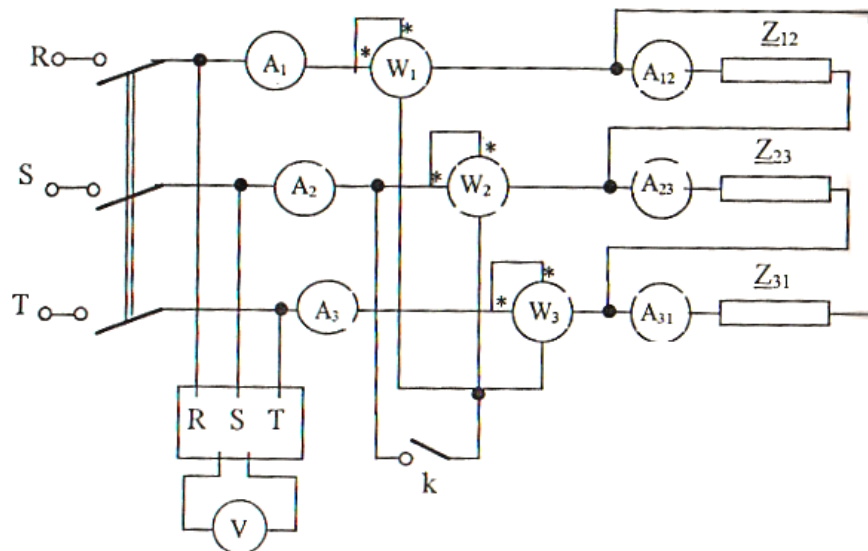 R A₁ * * W₁ A₁₂ Z₁₂
S A₂ * * W₂ A₂₃ Z₂₃
T A₃ * * W₃ A₃₁ Z₃₁
R S T
k
V